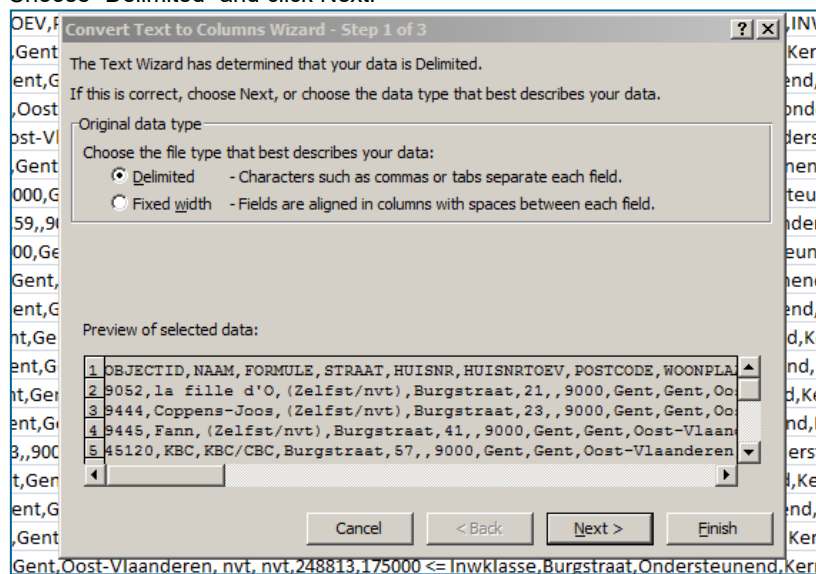 Convert Text to Columns Wizard - Step 1 of 3
The Text Wizard has determined that your data is Delimited.
If this is correct, choose Next, or choose the data type that best describes your data.
Original data type
Choose the file type that best describes your data:
Delimited - Characters such as commas or tabs separate each field.
Fixed width - Fields are aligned in columns with spaces between each field.
Preview of selected data:
1 OBJECTID,NAAM,FORMULE,STRAAT,HUISNR,HUISNRTOEV,POSTCODE,WOONPLA
2 9052,la fille d'O,(Zelfst/nvt),Burgstraat,21,,9000,Gent,Gent,Oo
3 9444,Coppens-Joos,(Zelfst/nvt),Burgstraat,23,,9000,Gent,Gent,Oo
4 9445,Fann,(Zelfst/nvt),Burgstraat,41,,9000,Gent,Gent,Oost-Vlaan
5 45120,KBC,KBC/CBC,Burgstraat,57,,9000,Gent,Gent,Oost-Vlaanderen
Cancel < Back Next > Finish
Gent,Oost-Vlaanderen, nvt, nvt,248813,175000 <= Inwklasse,Burgstraat,Ondersteunend,Ker